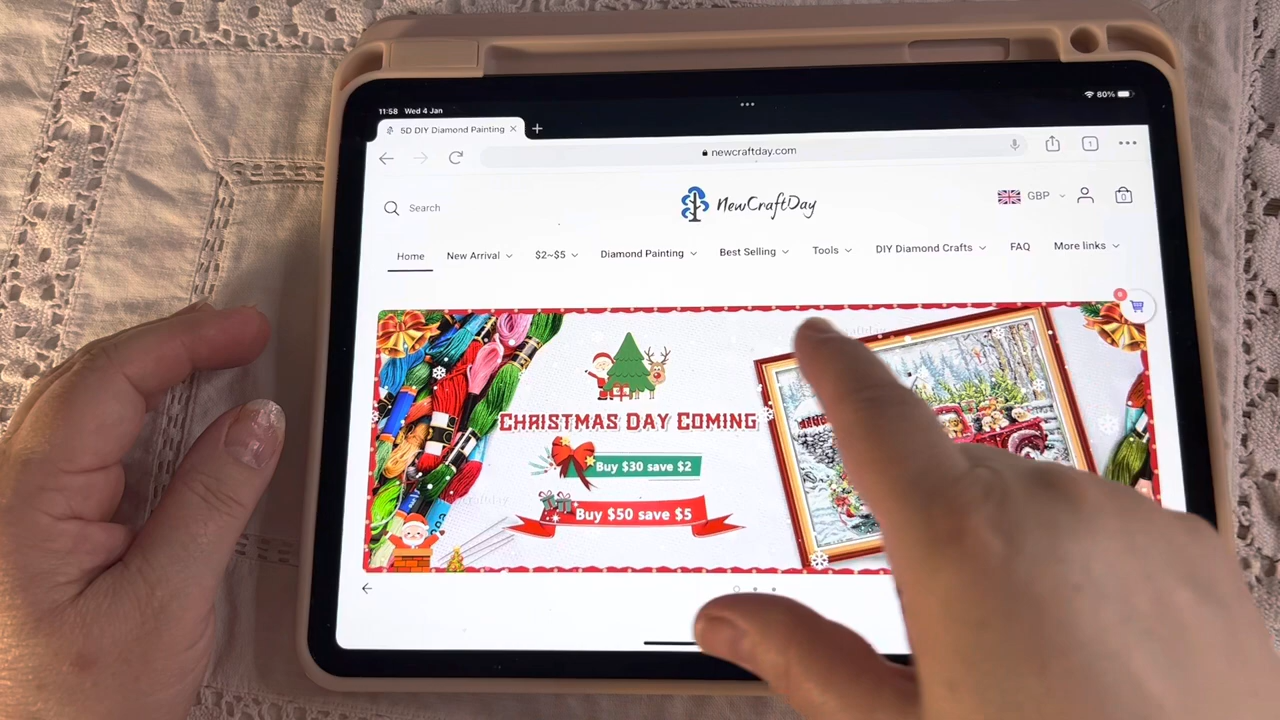 11:58 Wed 4 Jan
80%
5D DIY Diamond Painting
newcraftday.com
1
Search
NewCraftDay
GBP
0
Home
New Arrival
$2~$5
Diamond Painting
Best Selling
Tools
DIY Diamond Crafts
FAQ
More links
CHRISTMAS DAY COMING
Buy $30 save $2
Buy $50 save $5